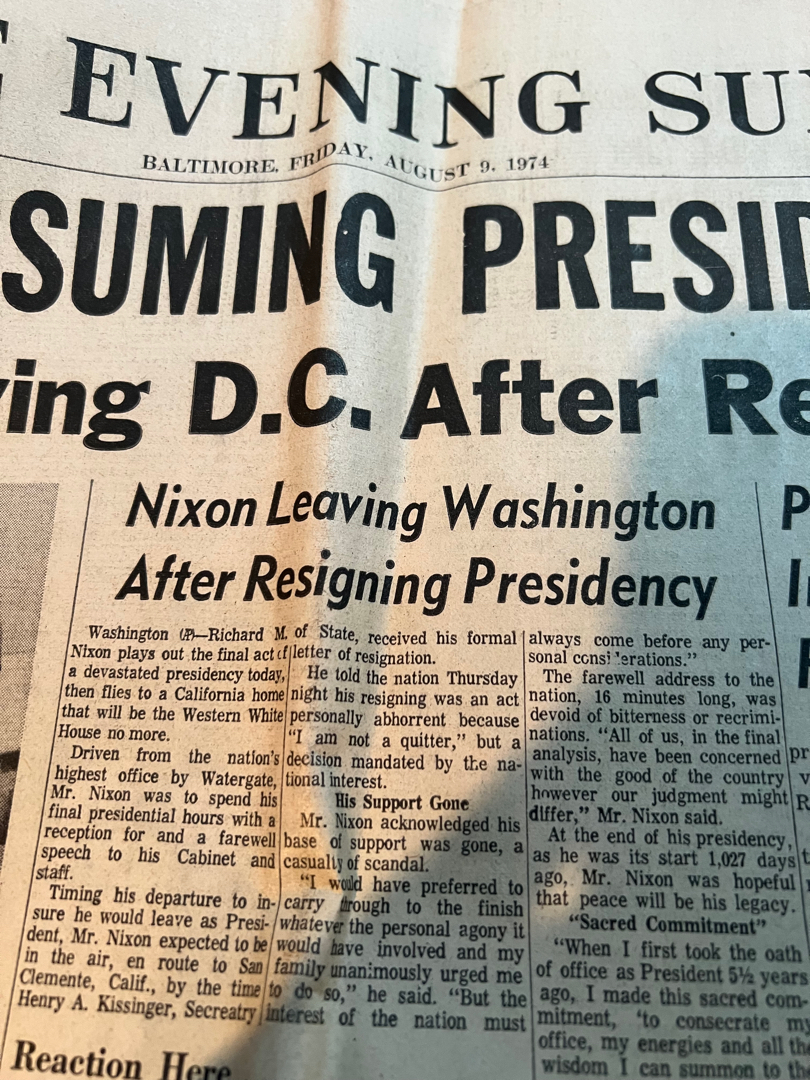 EVENING SU
BALTIMORE, FRIDAY, AUGUST 9, 1974
SUMING PRESID
ing D.C. After Re
Nixon Leaving Washington
After Resigning Presidency
Washington (AP)—Richard M.
Nixon plays out the final act of
a devastated presidency today,
then flies to a California home
that will be the Western White
House no more.
Driven from the nation's
highest office by Watergate,
Mr. Nixon was to spend his
final presidential hours with a
reception for and a farewell
speech to his Cabinet and
staff.
Timing his departure to in-
sure he would leave as Presi-
dent, Mr. Nixon expected to be
in the air, en route to San
Clemente, Calif., by the time
Henry A. Kissinger, Secreatry
of State, received his formal
letter of resignation.
He told the nation Thursday
night his resigning was an act
personally abhorrent because
"I am not a quitter," but a
decision mandated by the na-
tional interest.
His Support Gone
Mr. Nixon acknowledged his
base of support was gone, a
casualty of scandal.
"I would have preferred to
carry through to the finish
whatever the personal agony it
would have involved and my
family unanimously urged me
to do so," he said. "But the
interest of the nation must
always come before any per-
sonal considerations."
The farewell address to the
nation, 16 minutes long, was
devoid of bitterness or recrimi-
nations. "All of us, in the final
analysis, have been concerned
with the good of the country
however our judgment might
differ," Mr. Nixon said.
At the end of his presidency,
as he was its start 1,027 days
ago, Mr. Nixon was hopeful
that peace will be his legacy.
"Sacred Commitment"
"When I first took the oath
of office as President 5½ years
ago, I made this sacred com-
mitment, 'to consecrate my
office, my energies and all the
wisdom I can summon to the
Reaction Here